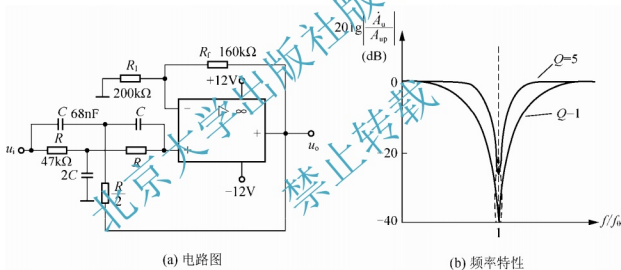 R_f 160kΩ
R_1
200kΩ
+12V
▷ ∞
−
+
+
C 68nF
C
u_i
R
47kΩ
R
2C
R/2
−12V
u_o
(a) 电路图
20lg|Ȧ_u/A_up|
(dB)
0
20
−40
Q=5
Q−1
1
f/f_0
(b) 频率特性
北京大学出版社版
禁止转载